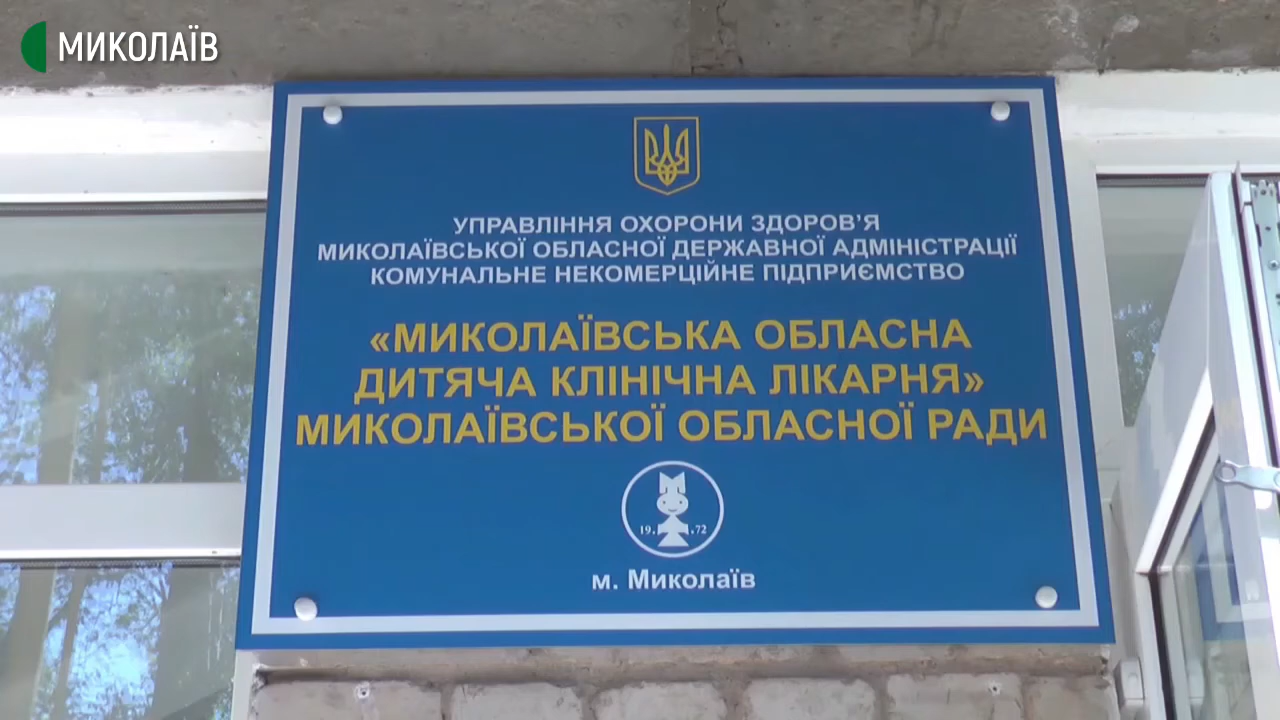 МИКОЛАЇВ
УПРАВЛІННЯ ОХОРОНИ ЗДОРОВ’Я
МИКОЛАЇВСЬКОЇ ОБЛАСНОЇ ДЕРЖАВНОЇ АДМІНІСТРАЦІЇ
КОМУНАЛЬНЕ НЕКОМЕРЦІЙНЕ ПІДПРИЄМСТВО
«МИКОЛАЇВСЬКА ОБЛАСНА
ДИТЯЧА КЛІНІЧНА ЛІКАРНЯ»
МИКОЛАЇВСЬКОЇ ОБЛАСНОЇ РАДИ
19 72
м. Миколаїв